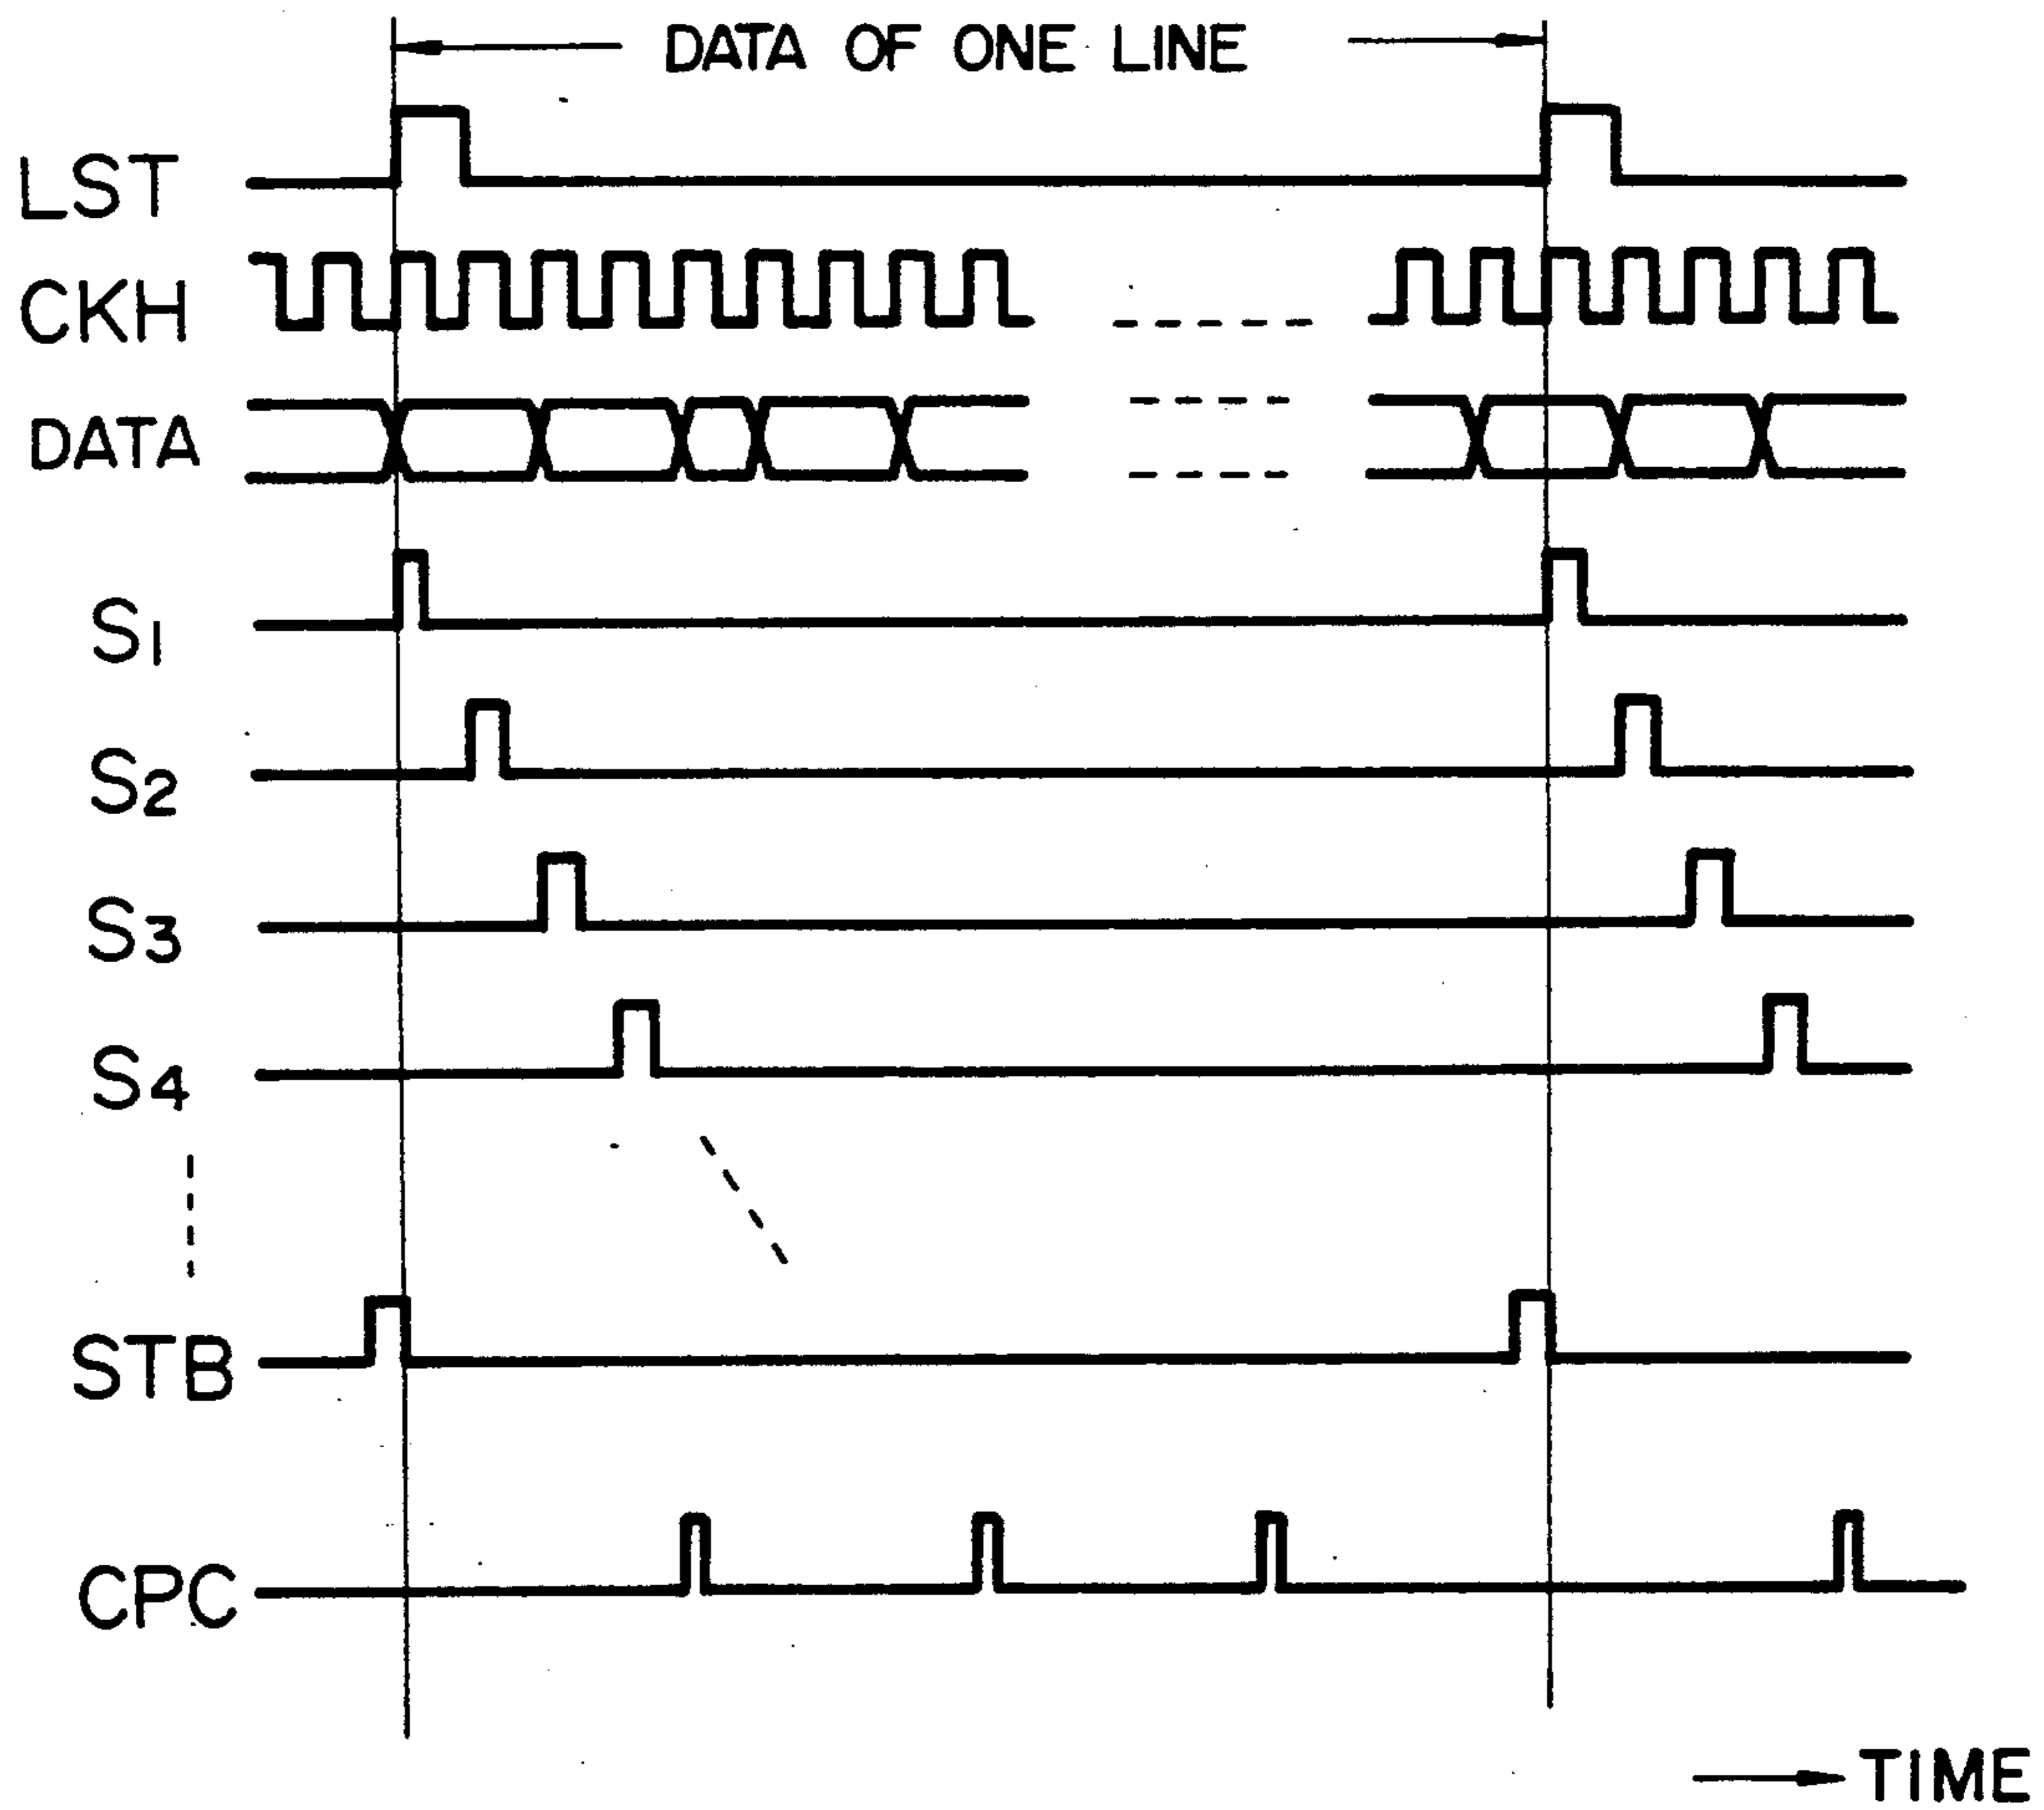 DATA OF ONE LINE
LST
CKH
DATA
S1
S2
S3
S4
STB
CPC
TIME